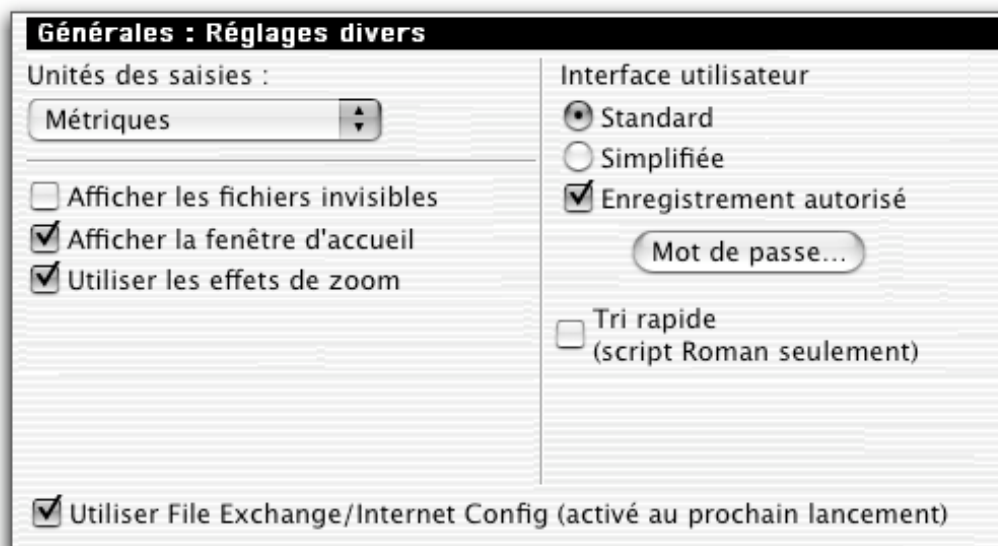 Générales : Réglages divers
Unités des saisies :
Métriques
Afficher les fichiers invisibles
Afficher la fenêtre d'accueil
Utiliser les effets de zoom
Interface utilisateur
Standard
Simplifiée
Enregistrement autorisé
Mot de passe...
Tri rapide
(script Roman seulement)
Utiliser File Exchange/Internet Config (activé au prochain lancement)